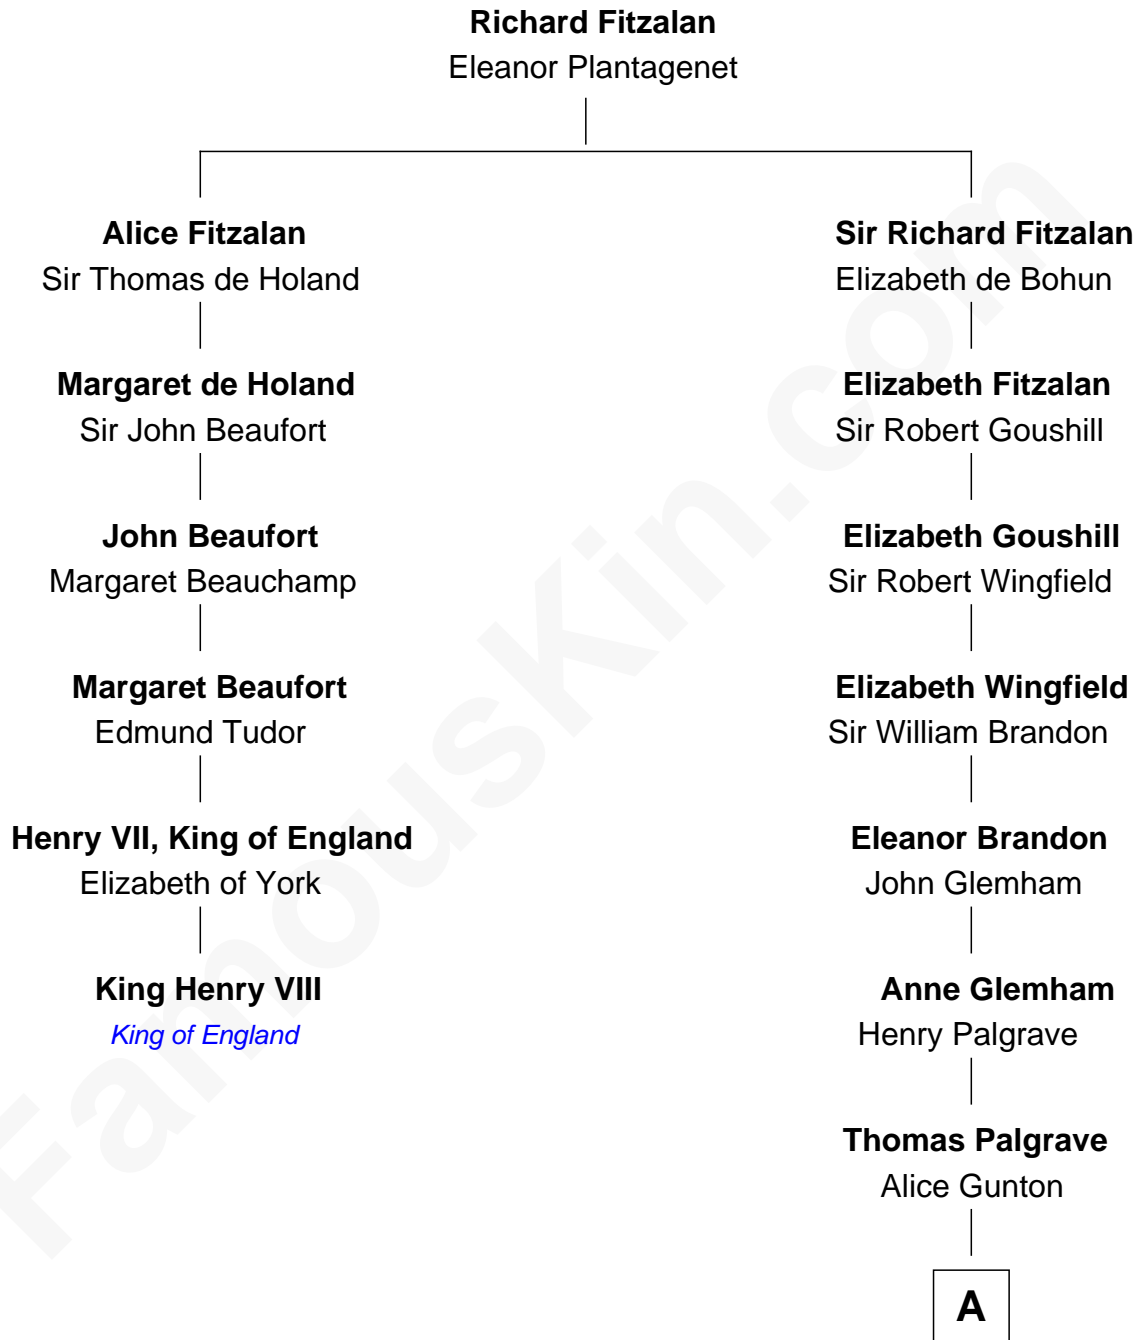 Richard Fitzalan
Eleanor Plantagenet
Alice Fitzalan
Sir Thomas de Holand
Sir Richard Fitzalan
Elizabeth de Bohun
Margaret de Holand
Sir John Beaufort
Elizabeth Fitzalan
Sir Robert Goushill
John Beaufort
Margaret Beauchamp
Elizabeth Goushill
Sir Robert Wingfield
Margaret Beaufort
Edmund Tudor
Elizabeth Wingfield
Sir William Brandon
Henry VII, King of England
Elizabeth of York
Eleanor Brandon
John Glemham
King Henry VIII
King of England
Anne Glemham
Henry Palgrave
Thomas Palgrave
Alice Gunton
A
FamousKin.com